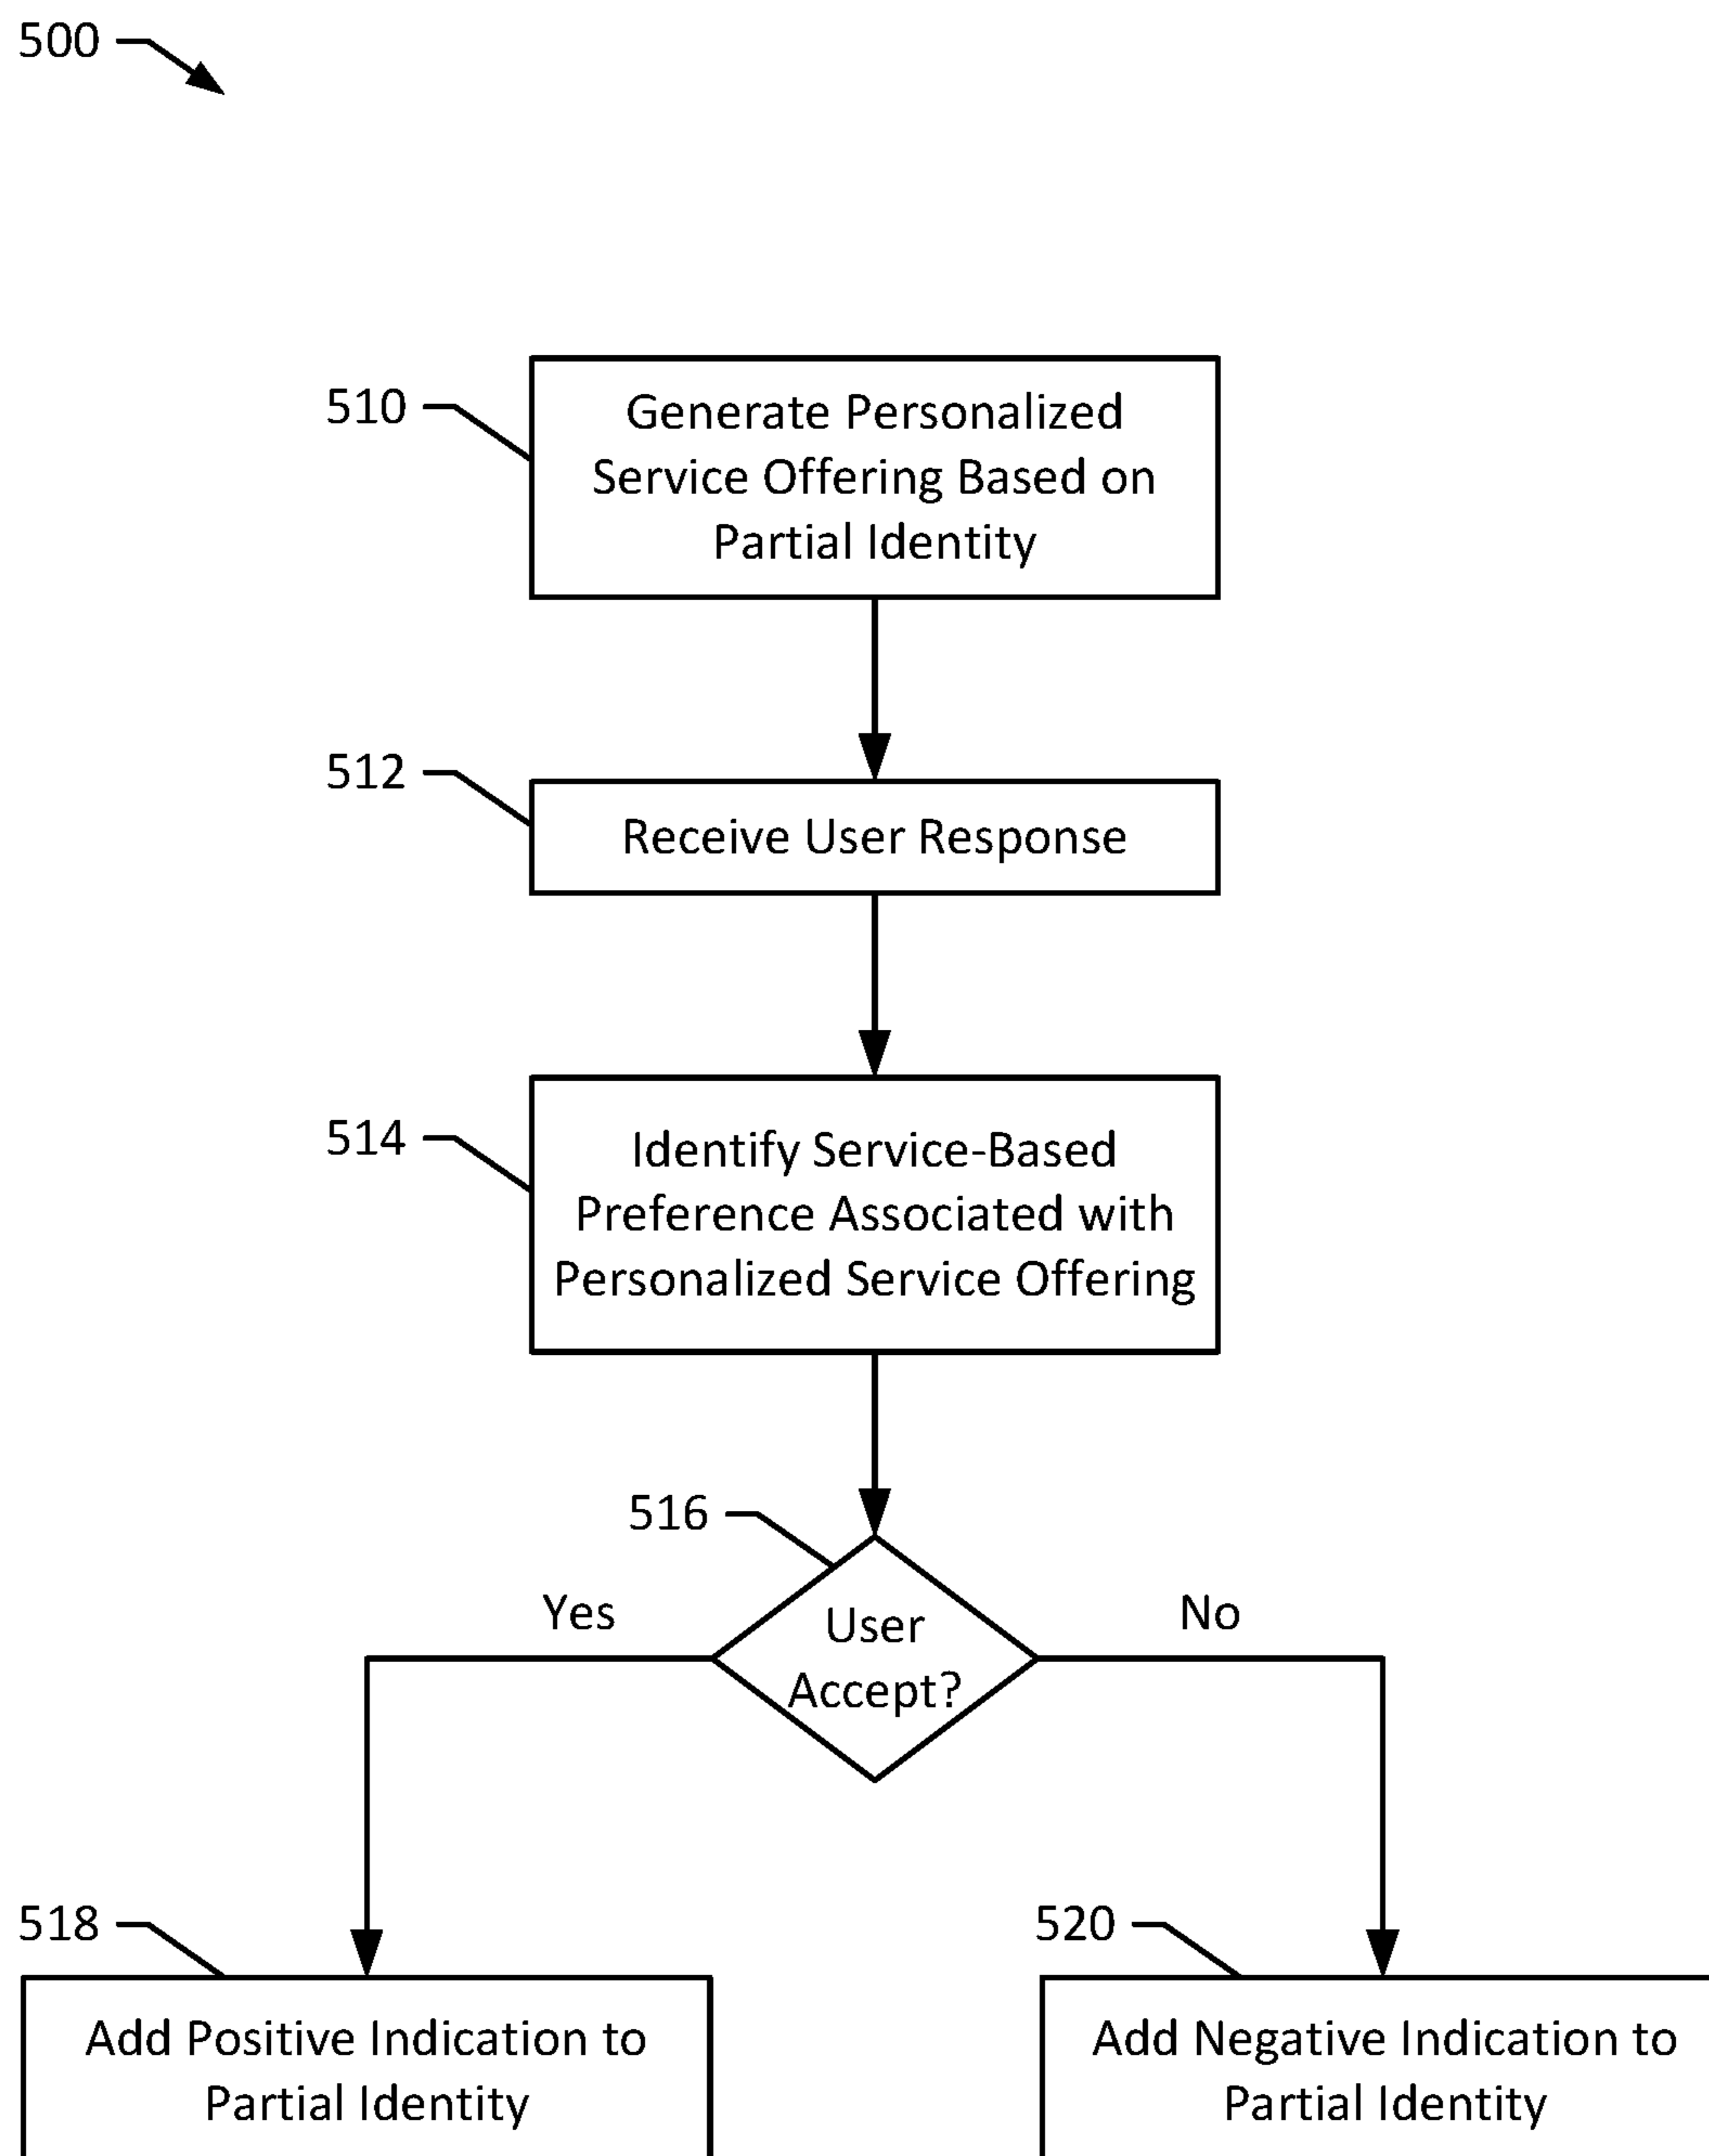 500
510
Generate Personalized
Service Offering Based on
Partial Identity
512
Receive User Response
514
Identify Service-Based
Preference Associated with
Personalized Service Offering
516
Yes
User
Accept?
No
518
Add Positive Indication to
Partial Identity
520
Add Negative Indication to
Partial Identity